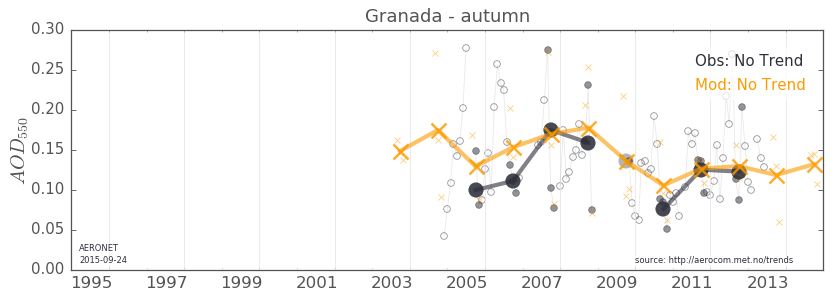 Granada - autumn
0.30
0.25
0.20
0.15
0.10
0.05
0.00
AOD550
Obs: No Trend
Mod: No Trend
AERONET
2015-09-24
source: http://aerocom.met.no/trends
1995 1997 1999 2001 2003 2005 2007 2009 2011 2013